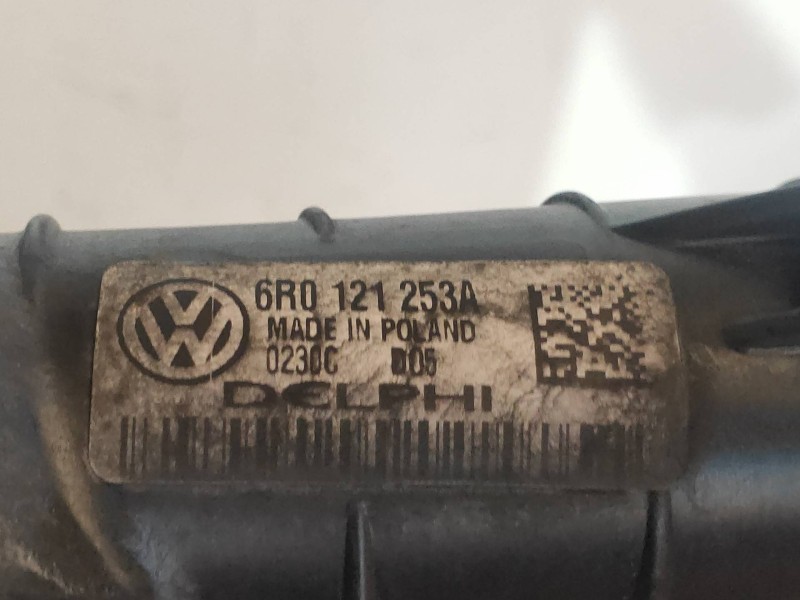 6R0 121 253A
MADE IN POLAND
0230C D05
DELPHI